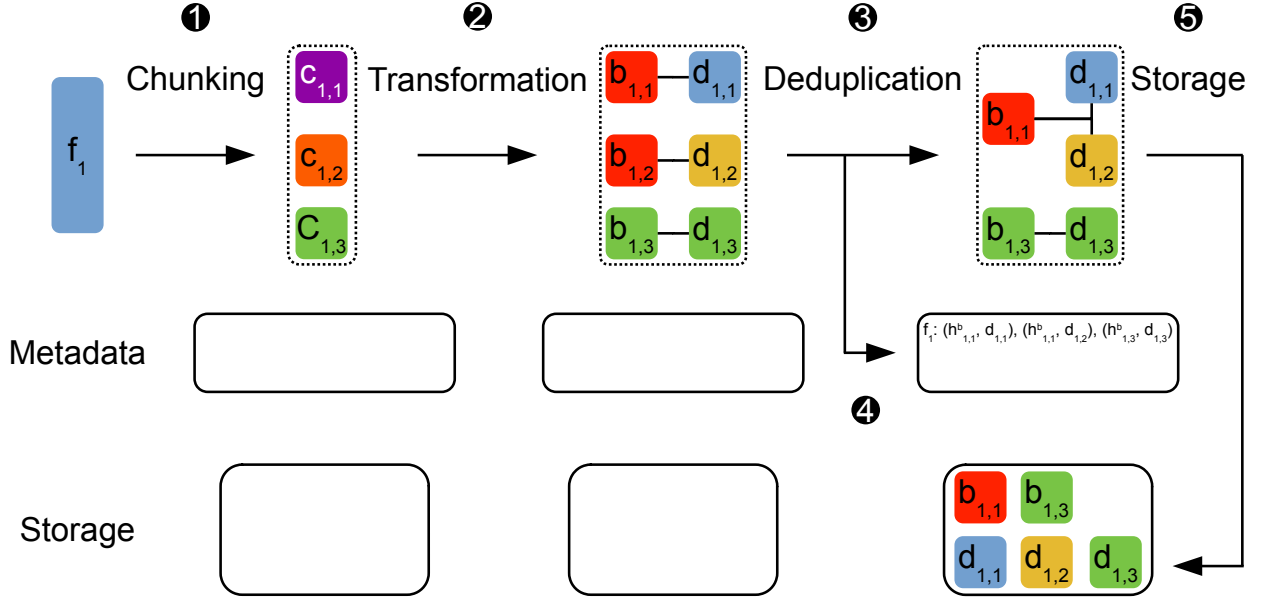 ❶ ❷ ❸ ❺
Chunking Transformation Deduplication Storage
f1
c1,1
c1,2
C1,3
b1,1 d1,1
b1,2 d1,2
b1,3 d1,3
d1,1
b1,1
d1,2
b1,3 d1,3
Metadata
f1: (hb1,1, d1,1), (hb1,1, d1,2), (hb1,3, d1,3)
❹
Storage
b1,1 b1,3
d1,1 d1,2 d1,3